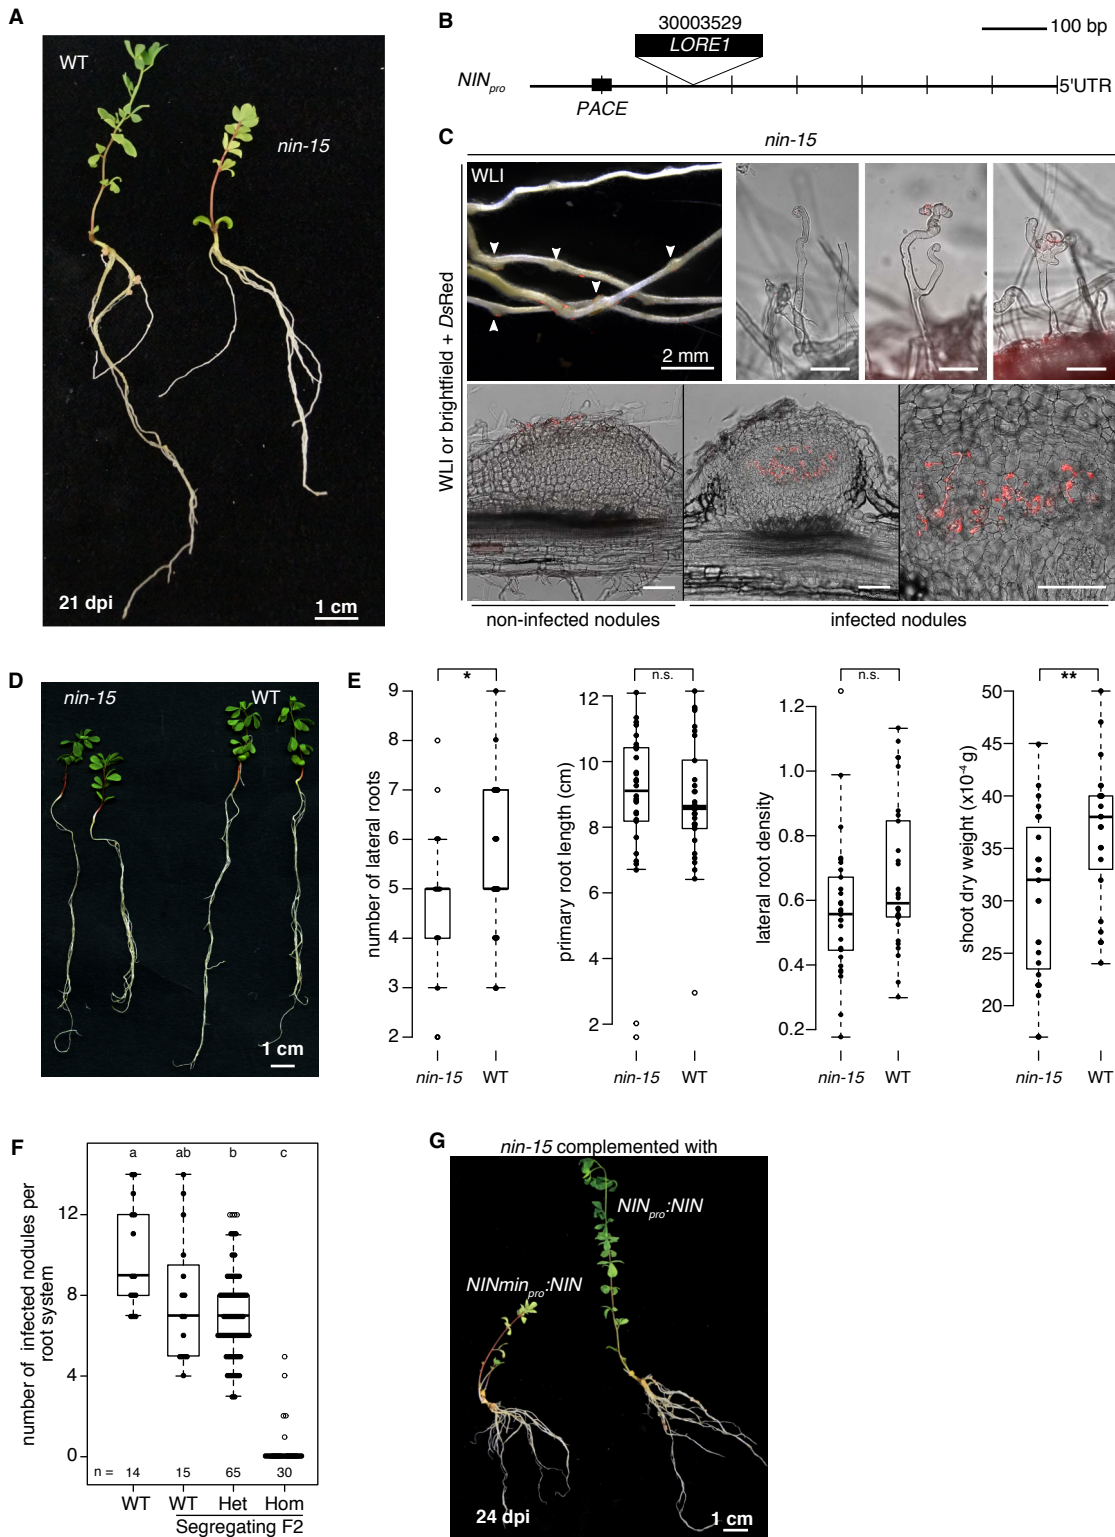 A
WT
nin-15
21 dpi
1 cm
B
30003529
LORE1
100 bp
NINpro
5'UTR
PACE
C
nin-15
WLI or brightfield + DsRed
WLI
2 mm
non-infected nodules
infected nodules
D
nin-15
WT
1 cm
E
number of lateral roots
9
8
7
6
5
4
3
2
*
nin-15
WT
primary root length (cm)
12
10
8
6
4
2
n.s.
nin-15
WT
lateral root density
1.2
1.0
0.8
0.6
0.4
0.2
n.s.
nin-15
WT
shoot dry weight (x10⁻⁴ g)
50
45
40
35
30
25
20
**
nin-15
WT
F
number of infected nodules per
root system
12
8
4
0
a ab b c
n = 14 15 65 30
WT WT Het Hom
Segregating F2
G
nin-15 complemented with
NINpro:NIN
NINminpro:NIN
24 dpi
1 cm